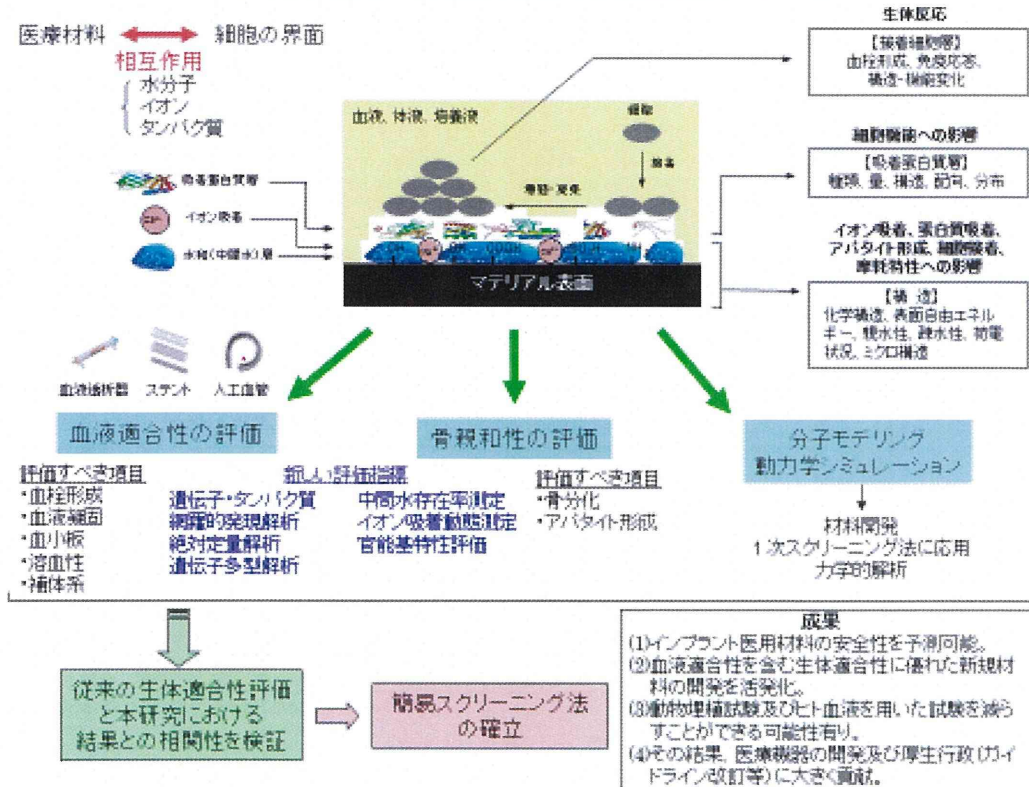 医療材料 細胞の界面
相互作用
水分子
イオン
タンパク質
吸着蛋白質層
イオン吸着
水和(中間水)層
血液、体液、培養液
細胞
接着
マテリアル表面
生体反応
【接着細胞層】
血栓形成、免疫応答、
構造・機能変化
細胞機能への影響
【吸着蛋白質層】
種類、量、構造、配向、分布
イオン吸着、蛋白質吸着、
アパタイト形成、細胞接着、
摩耗特性への影響
【構造】
化学構造、表面自由エネル
ギー、親水性、疎水性、荷電
状況、ミクロ構造
血液透析器 ステント 人工血管
血液適合性の評価
評価すべき項目
・血栓形成
・血液凝固
・血小板
・溶血性
・補体系
新しい評価指標
遺伝子・タンパク質
網羅的発現解析
絶対定量解析
遺伝子多型解析
中間水存在率測定
イオン吸着動態測定
官能基特性評価
骨親和性の評価
評価すべき項目
・骨分化
・アパタイト形成
分子モデリング
動力学シミュレーション
材料開発
1次スクリーニング法に応用
力学的解析
従来の生体適合性評価
と本研究における
結果との相関性を検証
簡易スクリーニング法
の確立
成果
(1)インプラント医用材料の安全性を予測可能。
(2)血液適合性を含む生体適合性に優れた新規材
料の開発を活発化。
(3)動物埋植試験及びヒト血液を用いた試験を減ら
すことができる可能性有り。
(4)その結果、医療機器の開発及び厚生行政(ガイ
ドライン改訂等)に大きく貢献。